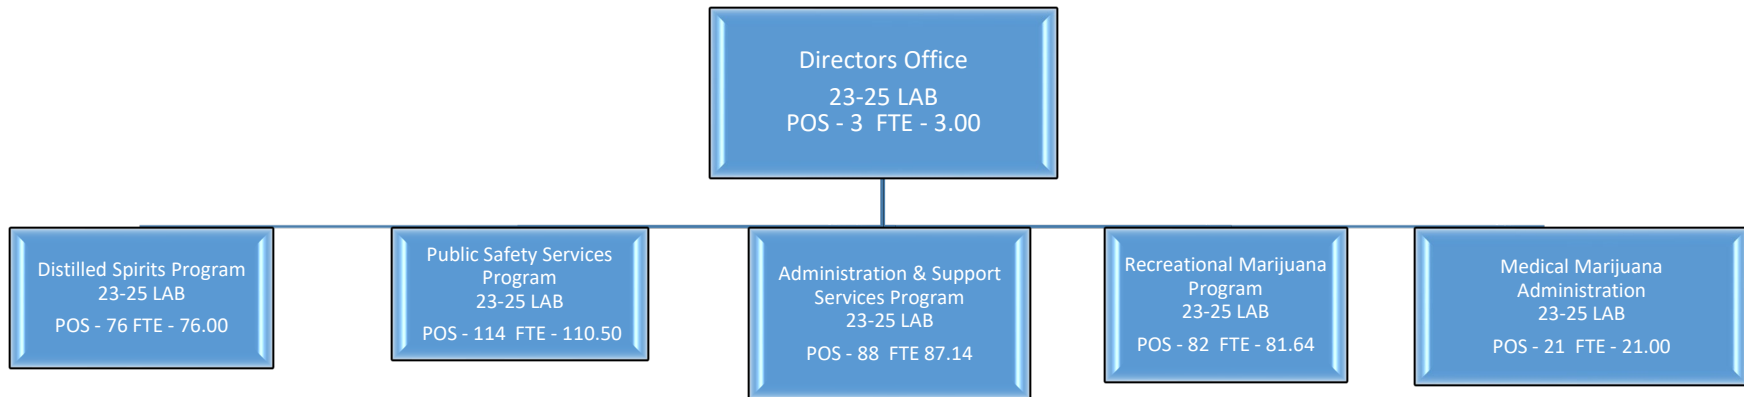 Directors Office
23-25 LAB
POS - 3  FTE - 3.00
Distilled Spirits Program
23-25 LAB
POS - 76 FTE - 76.00
Public Safety Services
Program
23-25 LAB
POS - 114  FTE - 110.50
Administration & Support
Services Program
23-25 LAB
POS - 88  FTE 87.14
Recreational Marijuana
Program
23-25 LAB
POS - 82  FTE - 81.64
Medical Marijuana
Administration
23-25 LAB
POS - 21  FTE - 21.00